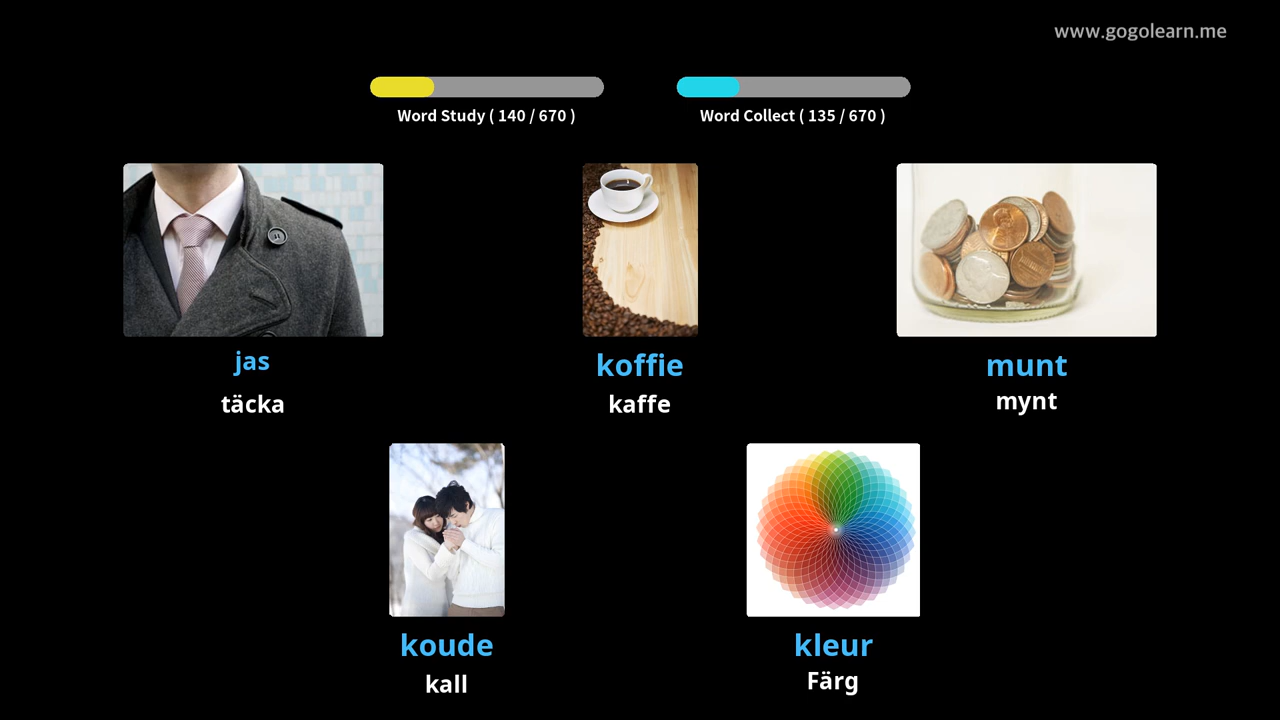 www.gogolearn.me
Word Study ( 140 / 670 )
Word Collect ( 135 / 670 )
jas
täcka
koffie
kaffe
munt
mynt
koude
kall
kleur
Färg